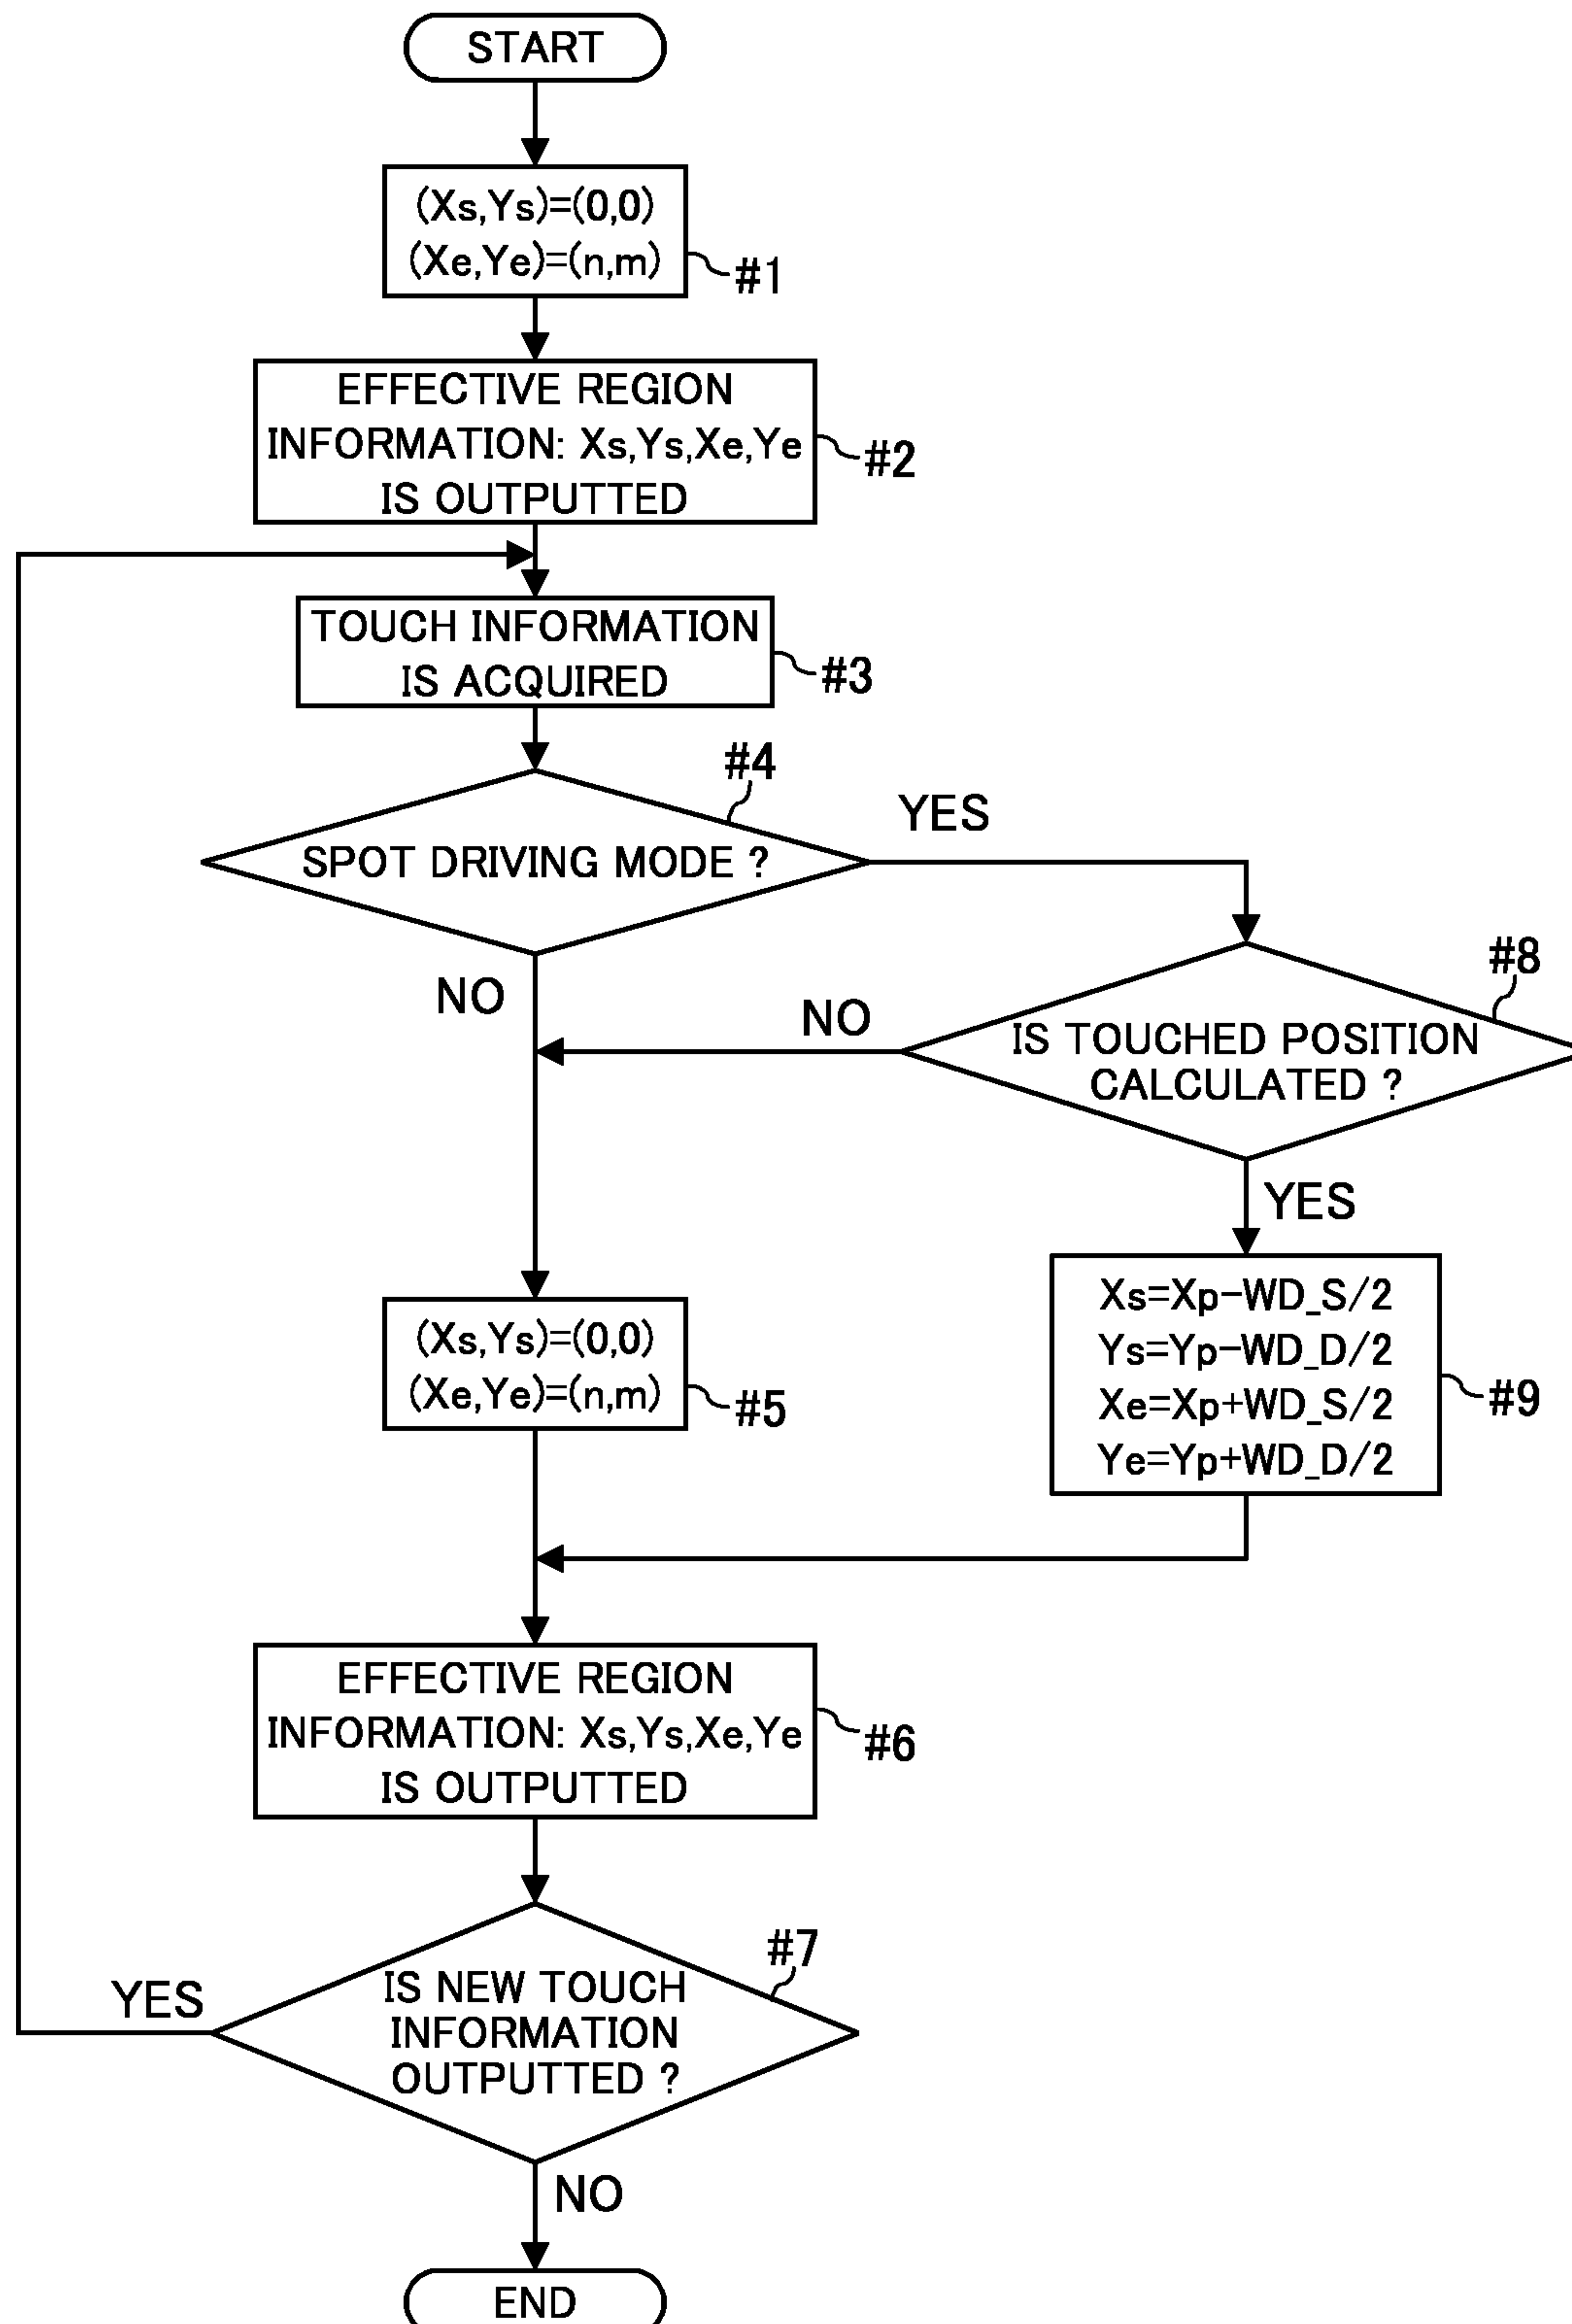 START
(Xs,Ys)=(0,0)
(Xe,Ye)=(n,m)
#1
EFFECTIVE REGION
INFORMATION: Xs,Ys,Xe,Ye
IS OUTPUTTED
#2
TOUCH INFORMATION
IS ACQUIRED
#3
#4
SPOT DRIVING MODE ?
YES
NO
#8
IS TOUCHED POSITION
CALCULATED ?
NO
YES
(Xs,Ys)=(0,0)
(Xe,Ye)=(n,m)
#5
Xs=Xp-WD_S/2
Ys=Yp-WD_D/2
Xe=Xp+WD_S/2
Ye=Yp+WD_D/2
#9
EFFECTIVE REGION
INFORMATION: Xs,Ys,Xe,Ye
IS OUTPUTTED
#6
#7
IS NEW TOUCH
INFORMATION
OUTPUTTED ?
YES
NO
END